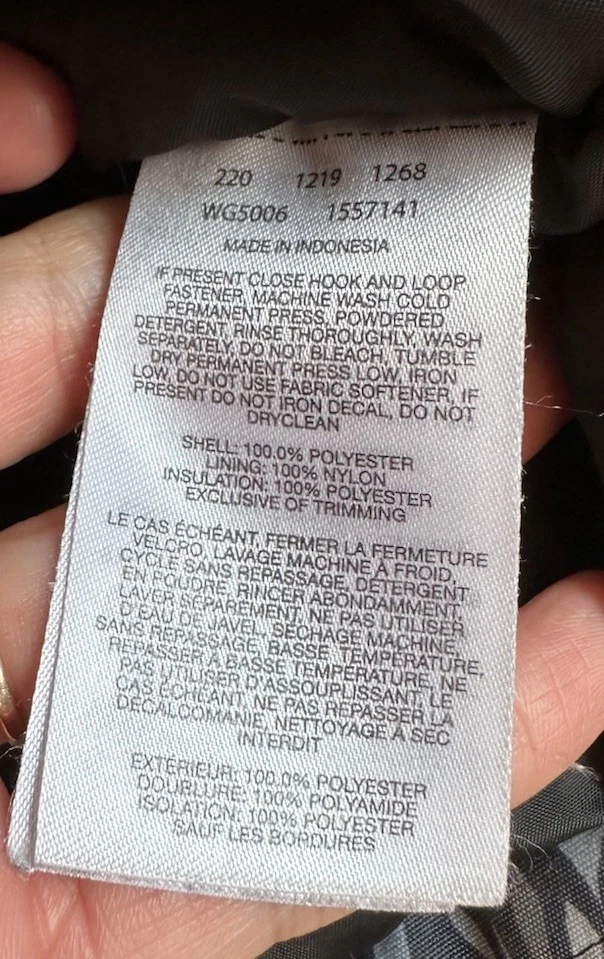 220 1219 1268
WG5006 1557141
MADE IN INDONESIA
IF PRESENT CLOSE HOOK AND LOOP
FASTENER, MACHINE WASH COLD
PERMANENT PRESS, POWDERED
DETERGENT, RINSE THOROUGHLY, WASH
SEPARATELY, DO NOT BLEACH, TUMBLE
DRY PERMANENT PRESS LOW, IRON
LOW, DO NOT USE FABRIC SOFTENER, IF
PRESENT DO NOT IRON DECAL, DO NOT
DRYCLEAN
SHELL: 100.0% POLYESTER
LINING: 100% NYLON
INSULATION: 100% POLYESTER
EXCLUSIVE OF TRIMMING
LE CAS ÉCHÉANT, FERMER LA FERMETURE
VELCRO, LAVAGE MACHINE À FROID,
CYCLE SANS REPASSAGE, DÉTERGENT
EN POUDRE, RINCER ABONDAMMENT,
LAVER SÉPARÉMENT, NE PAS UTILISER
D'EAU DE JAVEL, SÉCHAGE MACHINE,
SANS REPASSAGE, BASSE TEMPÉRATURE,
REPASSER À BASSE TEMPÉRATURE, NE
PAS UTILISER D'ASSOUPLISSANT, LE
CAS ÉCHÉANT, NE PAS REPASSER LA
DÉCALCOMANIE, NETTOYAGE À SEC
INTERDIT
EXTÉRIEUR: 100.0% POLYESTER
DOUBLURE: 100% POLYAMIDE
ISOLATION: 100% POLYESTER
SAUF LES BORDURES